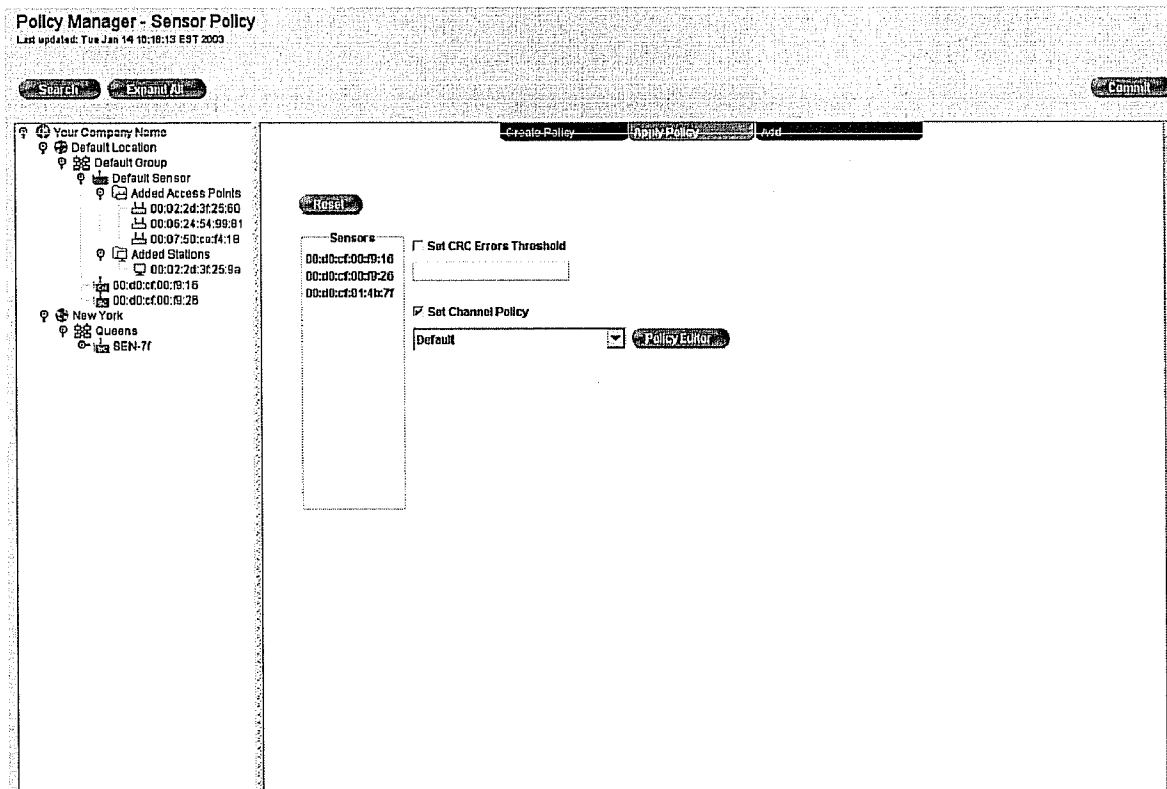 Policy Manager - Sensor Policy
Last updated: Tue Jan 14 10:18:13 EST 2003
Search
Expand All
Commit
Your Company Name
Default Location
Default Group
Default Sensor
Added Access Points
00:02:2d:3f:25:60
00:06:24:54:99:81
00:07:50:ca:f4:18
Added Stations
00:02:2d:3f:25:9a
00:d0:cf:00:f9:16
00:d0:cf:00:f9:26
New York
Queens
SEN-7f
Create Policy
Apply Policy
Add
Reset
Sensors
00:d0:cf:00:f9:16
00:d0:cf:00:f9:26
00:d0:cf:01:4b:7f
Set CRC Errors Threshold
Set Channel Policy
Default
Policy Editor